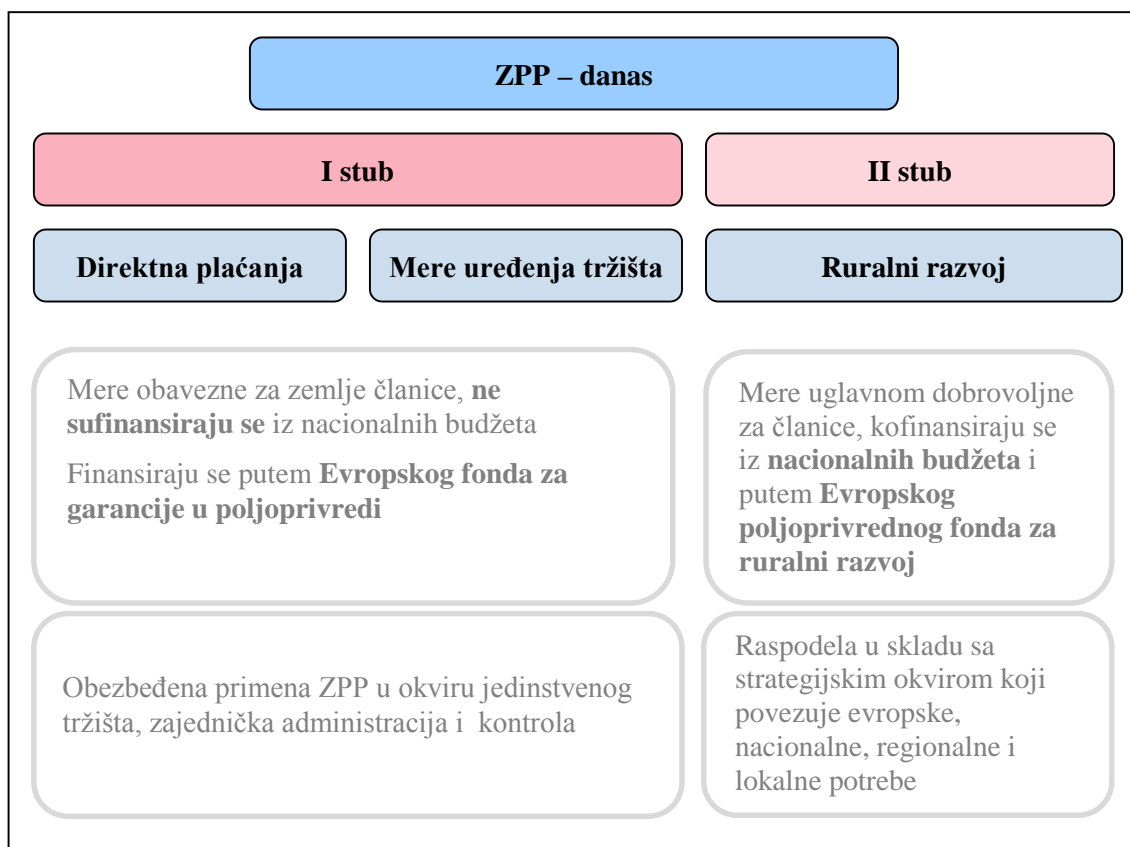 ZPP – danas
I stub
II stub
Direktna plaćanja
Mere uređenja tržišta
Ruralni razvoj
Mere obavezne za zemlje članice, ne
sufinansiraju se iz nacionalnih budžeta
Finansiraju se putem Evropskog fonda za
garancije u poljoprivredi
Mere uglavnom dobrovoljne
za članice, kofinansiraju se
iz nacionalnih budžeta i
putem Evropskog
poljoprivrednog fonda za
ruralni razvoj
Obezbeđena primena ZPP u okviru jedinstvenog
tržišta, zajednička administracija i kontrola
Raspodela u skladu sa
strategijskim okvirom koji
povezuje evropske,
nacionalne, regionalne i
lokalne potrebe